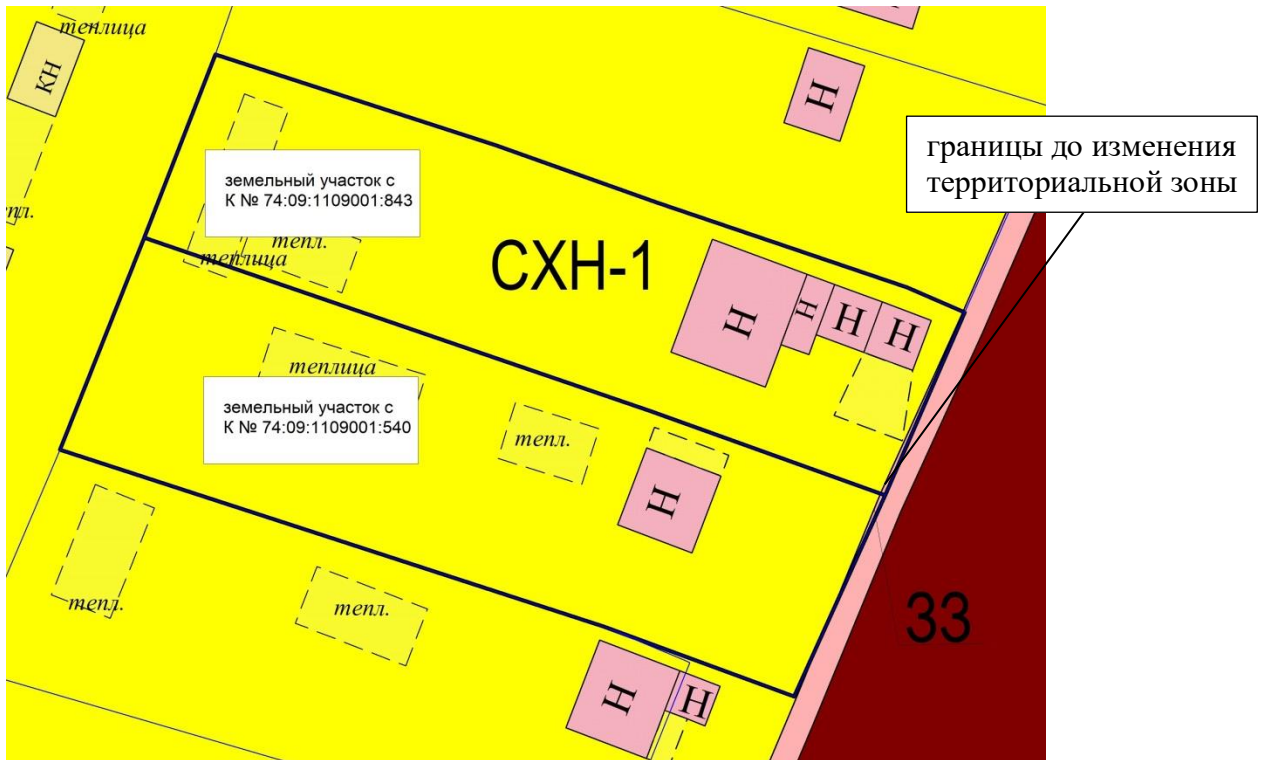 теплица
КН
Н
границы до изменения
территориальной зоны
земельный участок с
К № 74:09:1109001:843
пл.
тепл.
теплица
СХН-1
Н
Н
Н
Н
теплица
земельный участок с
К № 74:09:1109001:540
тепл.
Н
тепл.
тепл.
33
Н
Н